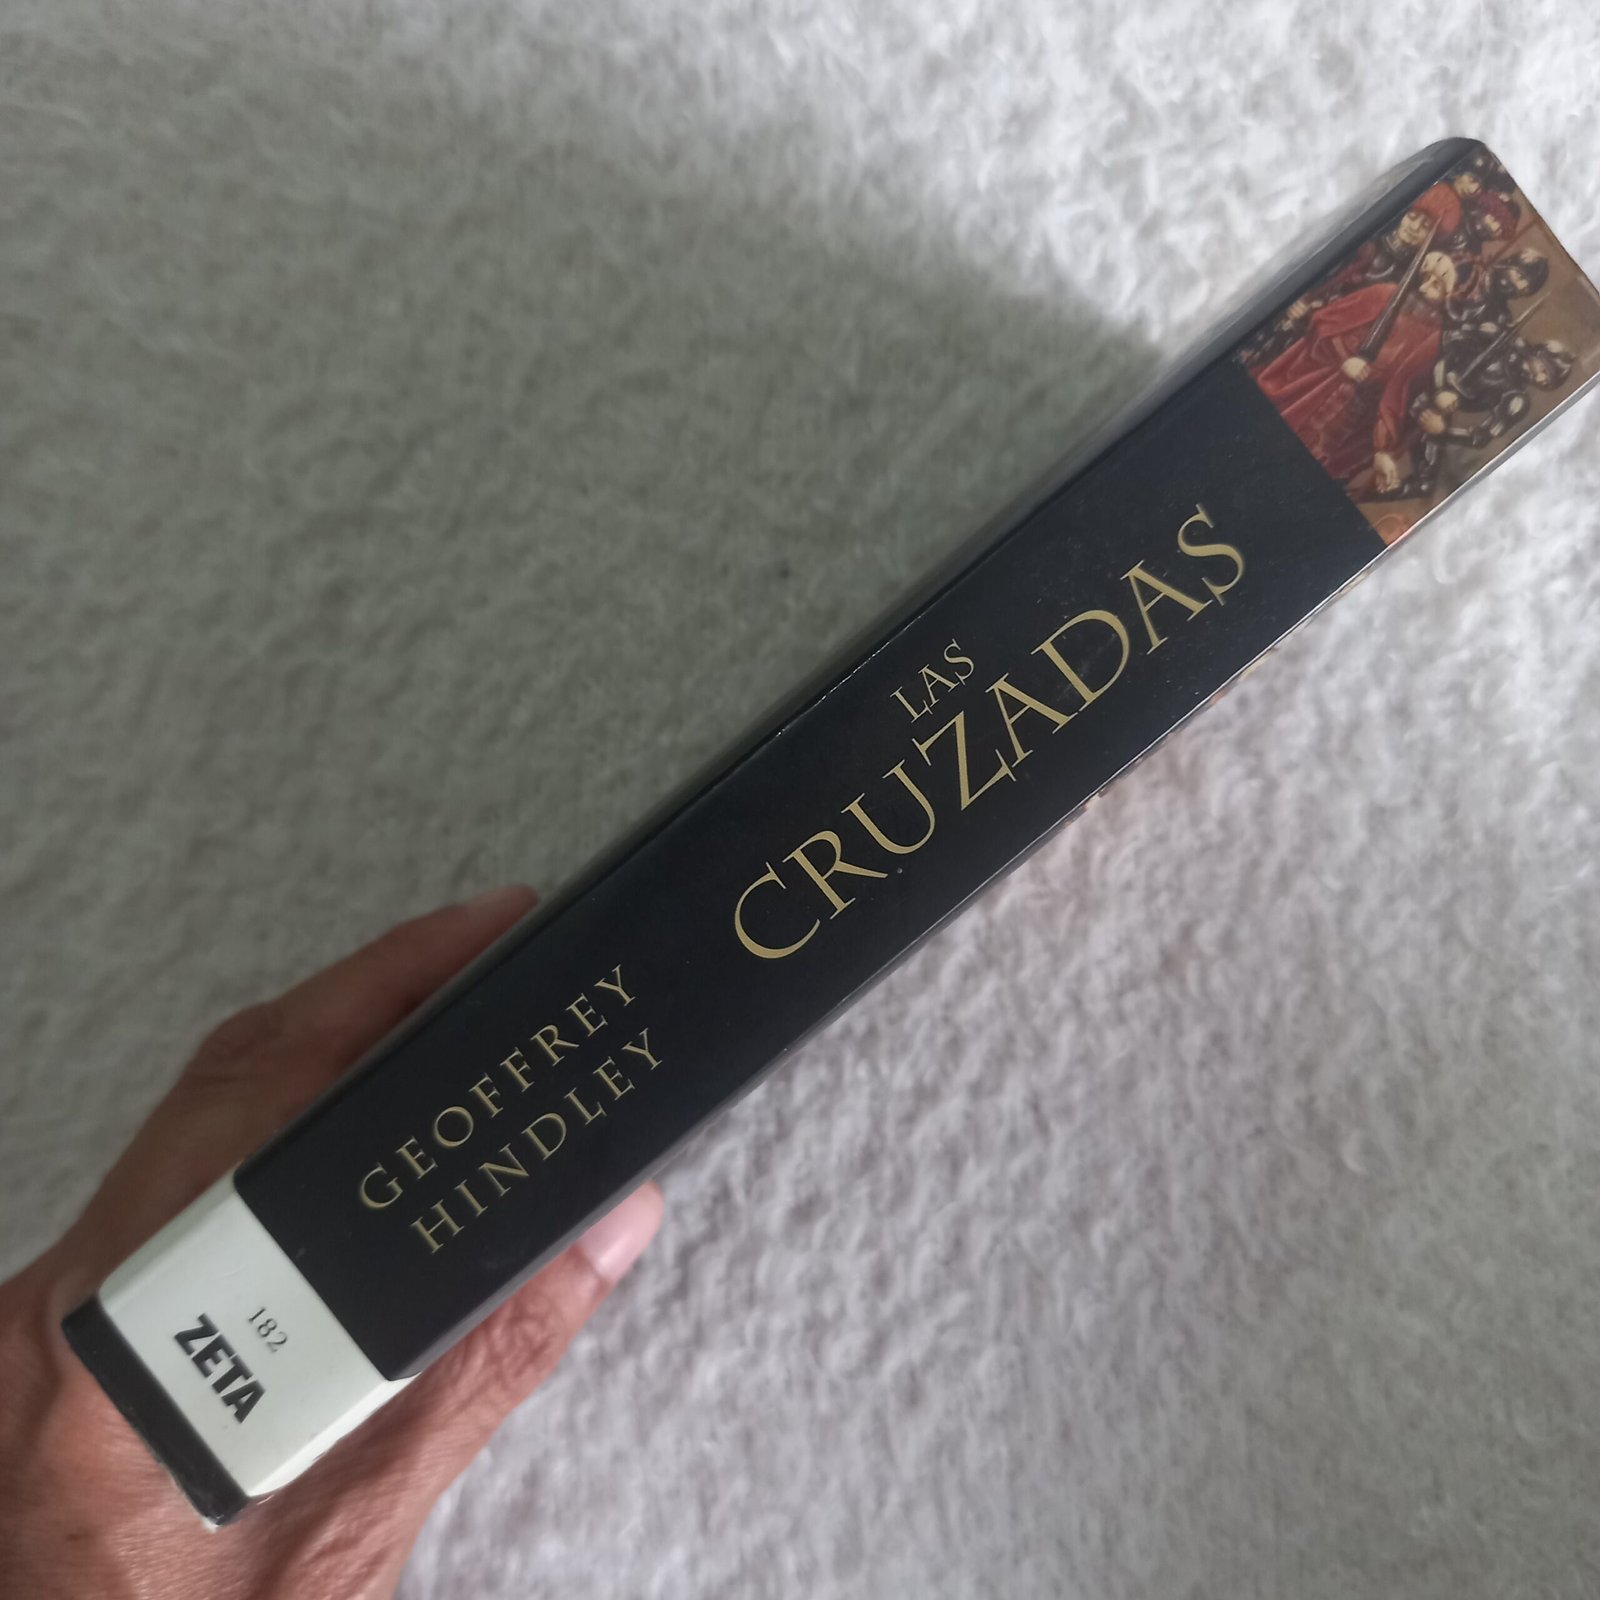 LAS
CRUZADAS
GEOFFREY
HINDLEY
182
ZETA